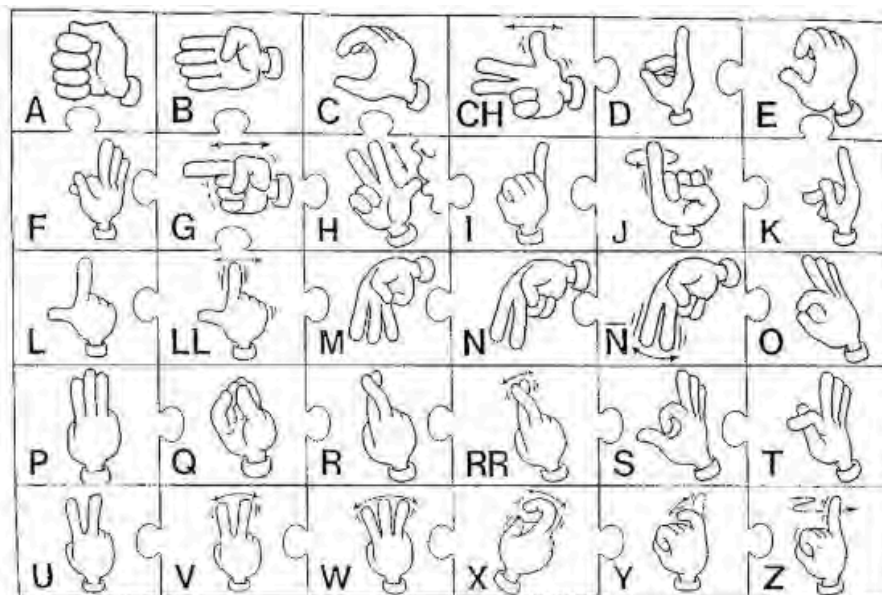 A B C CH D E
F G H I J K
L LL M N Ñ O
P Q R RR S T
U V W X Y Z